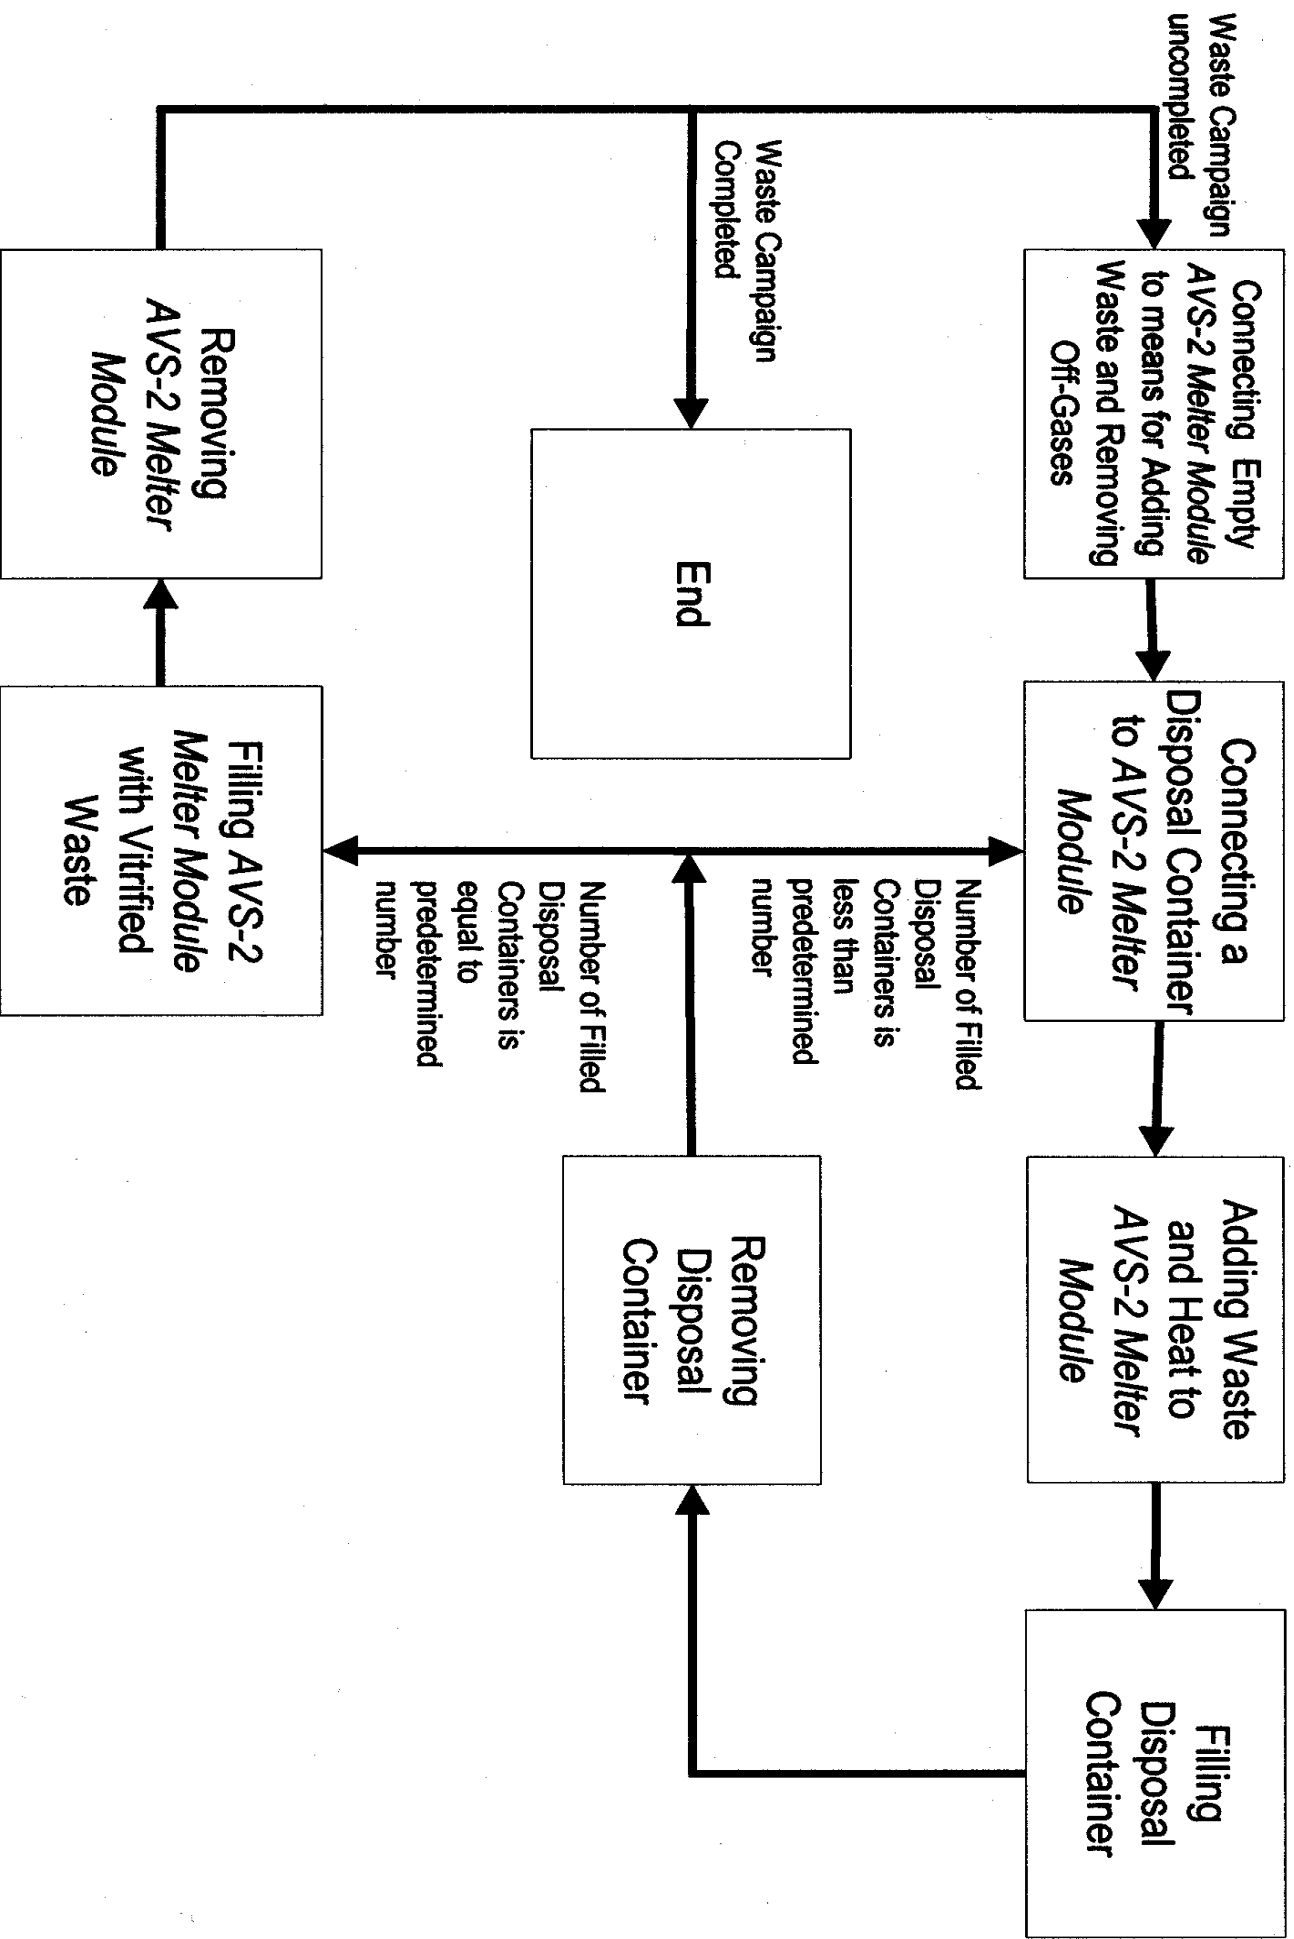 Waste Campaign
uncompleted
Connecting Empty
AVS-2 Melter Module
to means for Adding
Waste and Removing
Off-Gases
Connecting a
Disposal Container
to AVS-2 Melter
Module
Adding Waste
and Heat to
AVS-2 Melter
Module
Filling
Disposal
Container
Number of Filled
Disposal
Containers is
less than
predetermined
number
Waste Campaign
Completed
End
Removing
Disposal
Container
Number of Filled
Disposal
Containers is
equal to
predetermined
number
Removing
AVS-2 Melter
Module
Filling AVS-2
Melter Module
with Vitrified
Waste